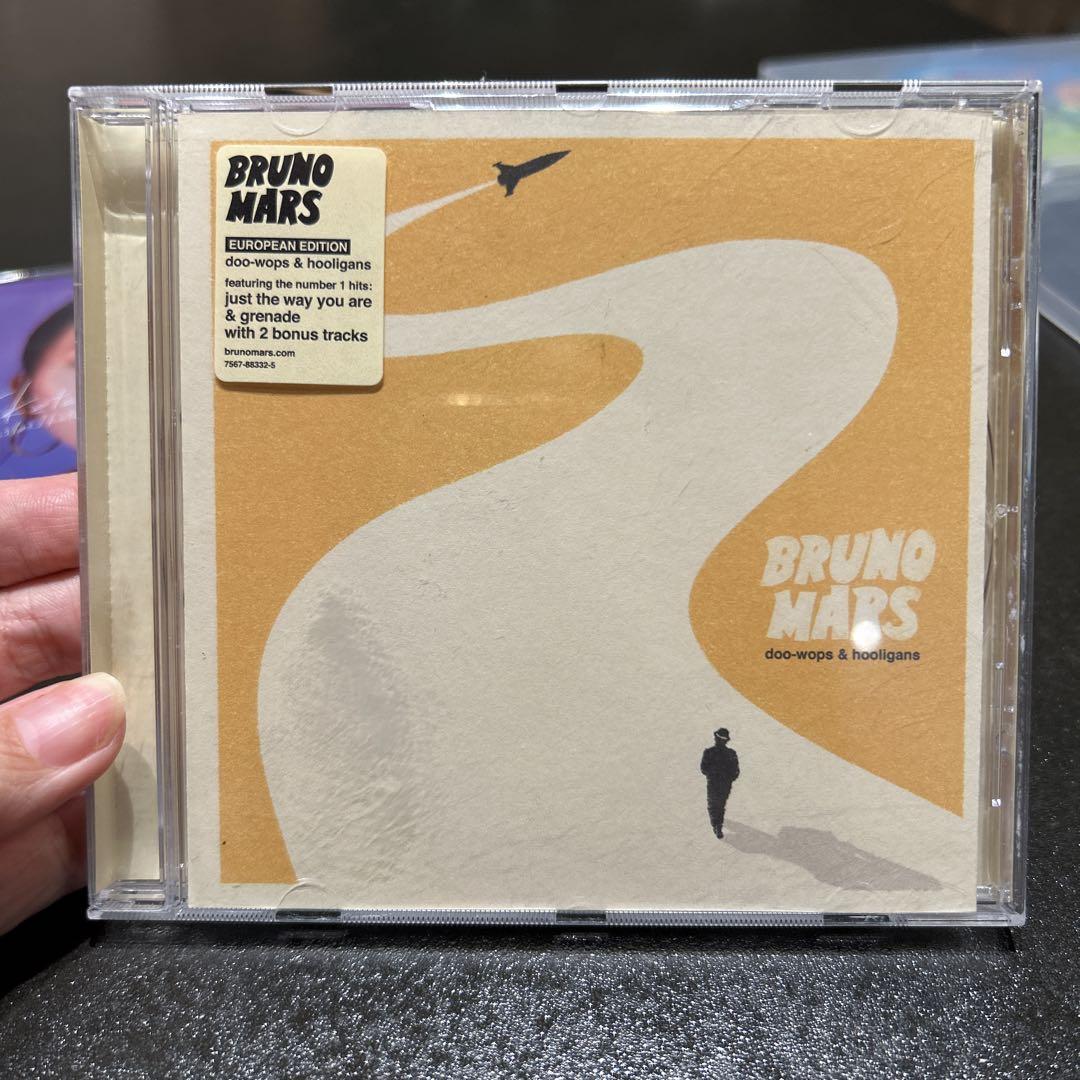 BRUNO
MARS
EUROPEAN EDITION
doo-wops & hooligans
featuring the number 1 hits:
just the way you are
& grenade
with 2 bonus tracks
brunomars.com
7567-88332-5
BRUNO
MARS
doo-wops & hooligans